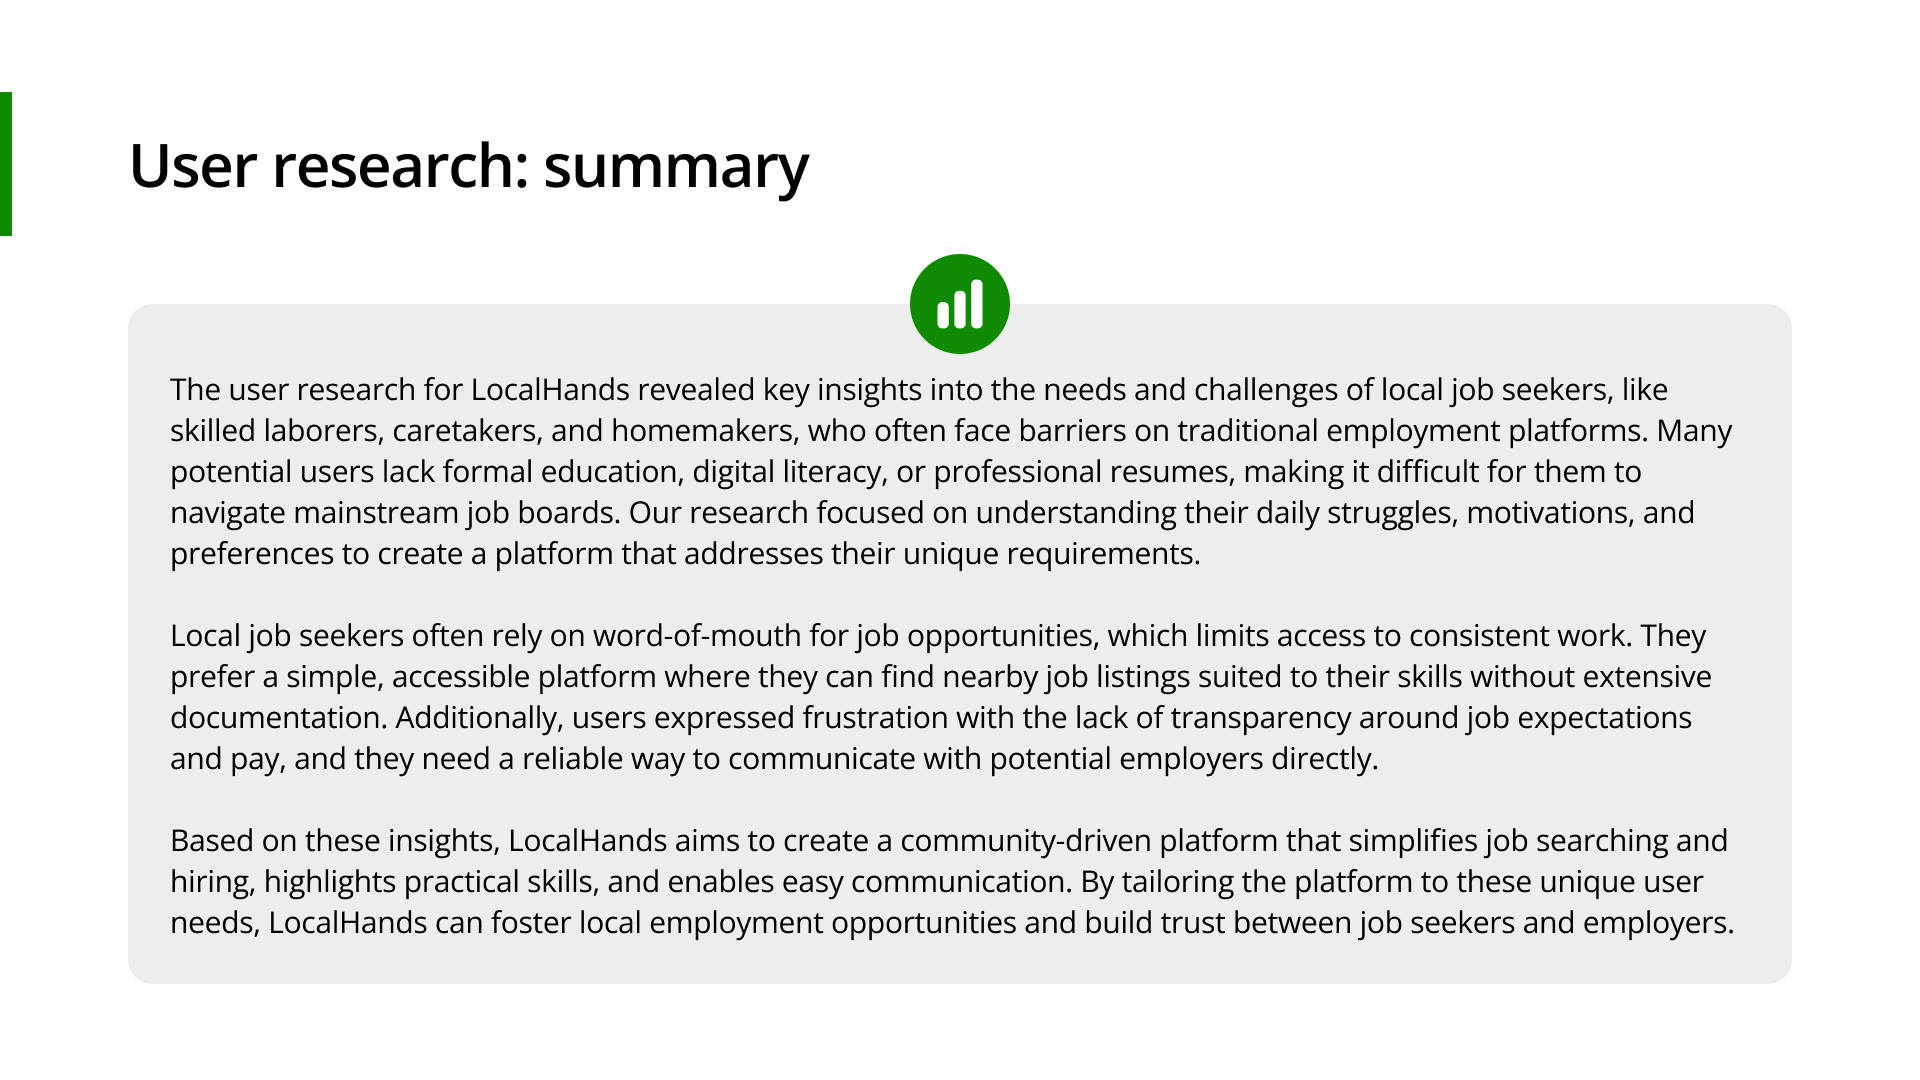 User research: summary
The user research for LocalHands revealed key insights into the needs and challenges of local job seekers, like
skilled laborers, caretakers, and homemakers, who often face barriers on traditional employment platforms. Many
potential users lack formal education, digital literacy, or professional resumes, making it difficult for them to
navigate mainstream job boards. Our research focused on understanding their daily struggles, motivations, and
preferences to create a platform that addresses their unique requirements.
Local job seekers often rely on word-of-mouth for job opportunities, which limits access to consistent work. They
prefer a simple, accessible platform where they can find nearby job listings suited to their skills without extensive
documentation. Additionally, users expressed frustration with the lack of transparency around job expectations
and pay, and they need a reliable way to communicate with potential employers directly.
Based on these insights, LocalHands aims to create a community-driven platform that simplifies job searching and
hiring, highlights practical skills, and enables easy communication. By tailoring the platform to these unique user
needs, LocalHands can foster local employment opportunities and build trust between job seekers and employers.